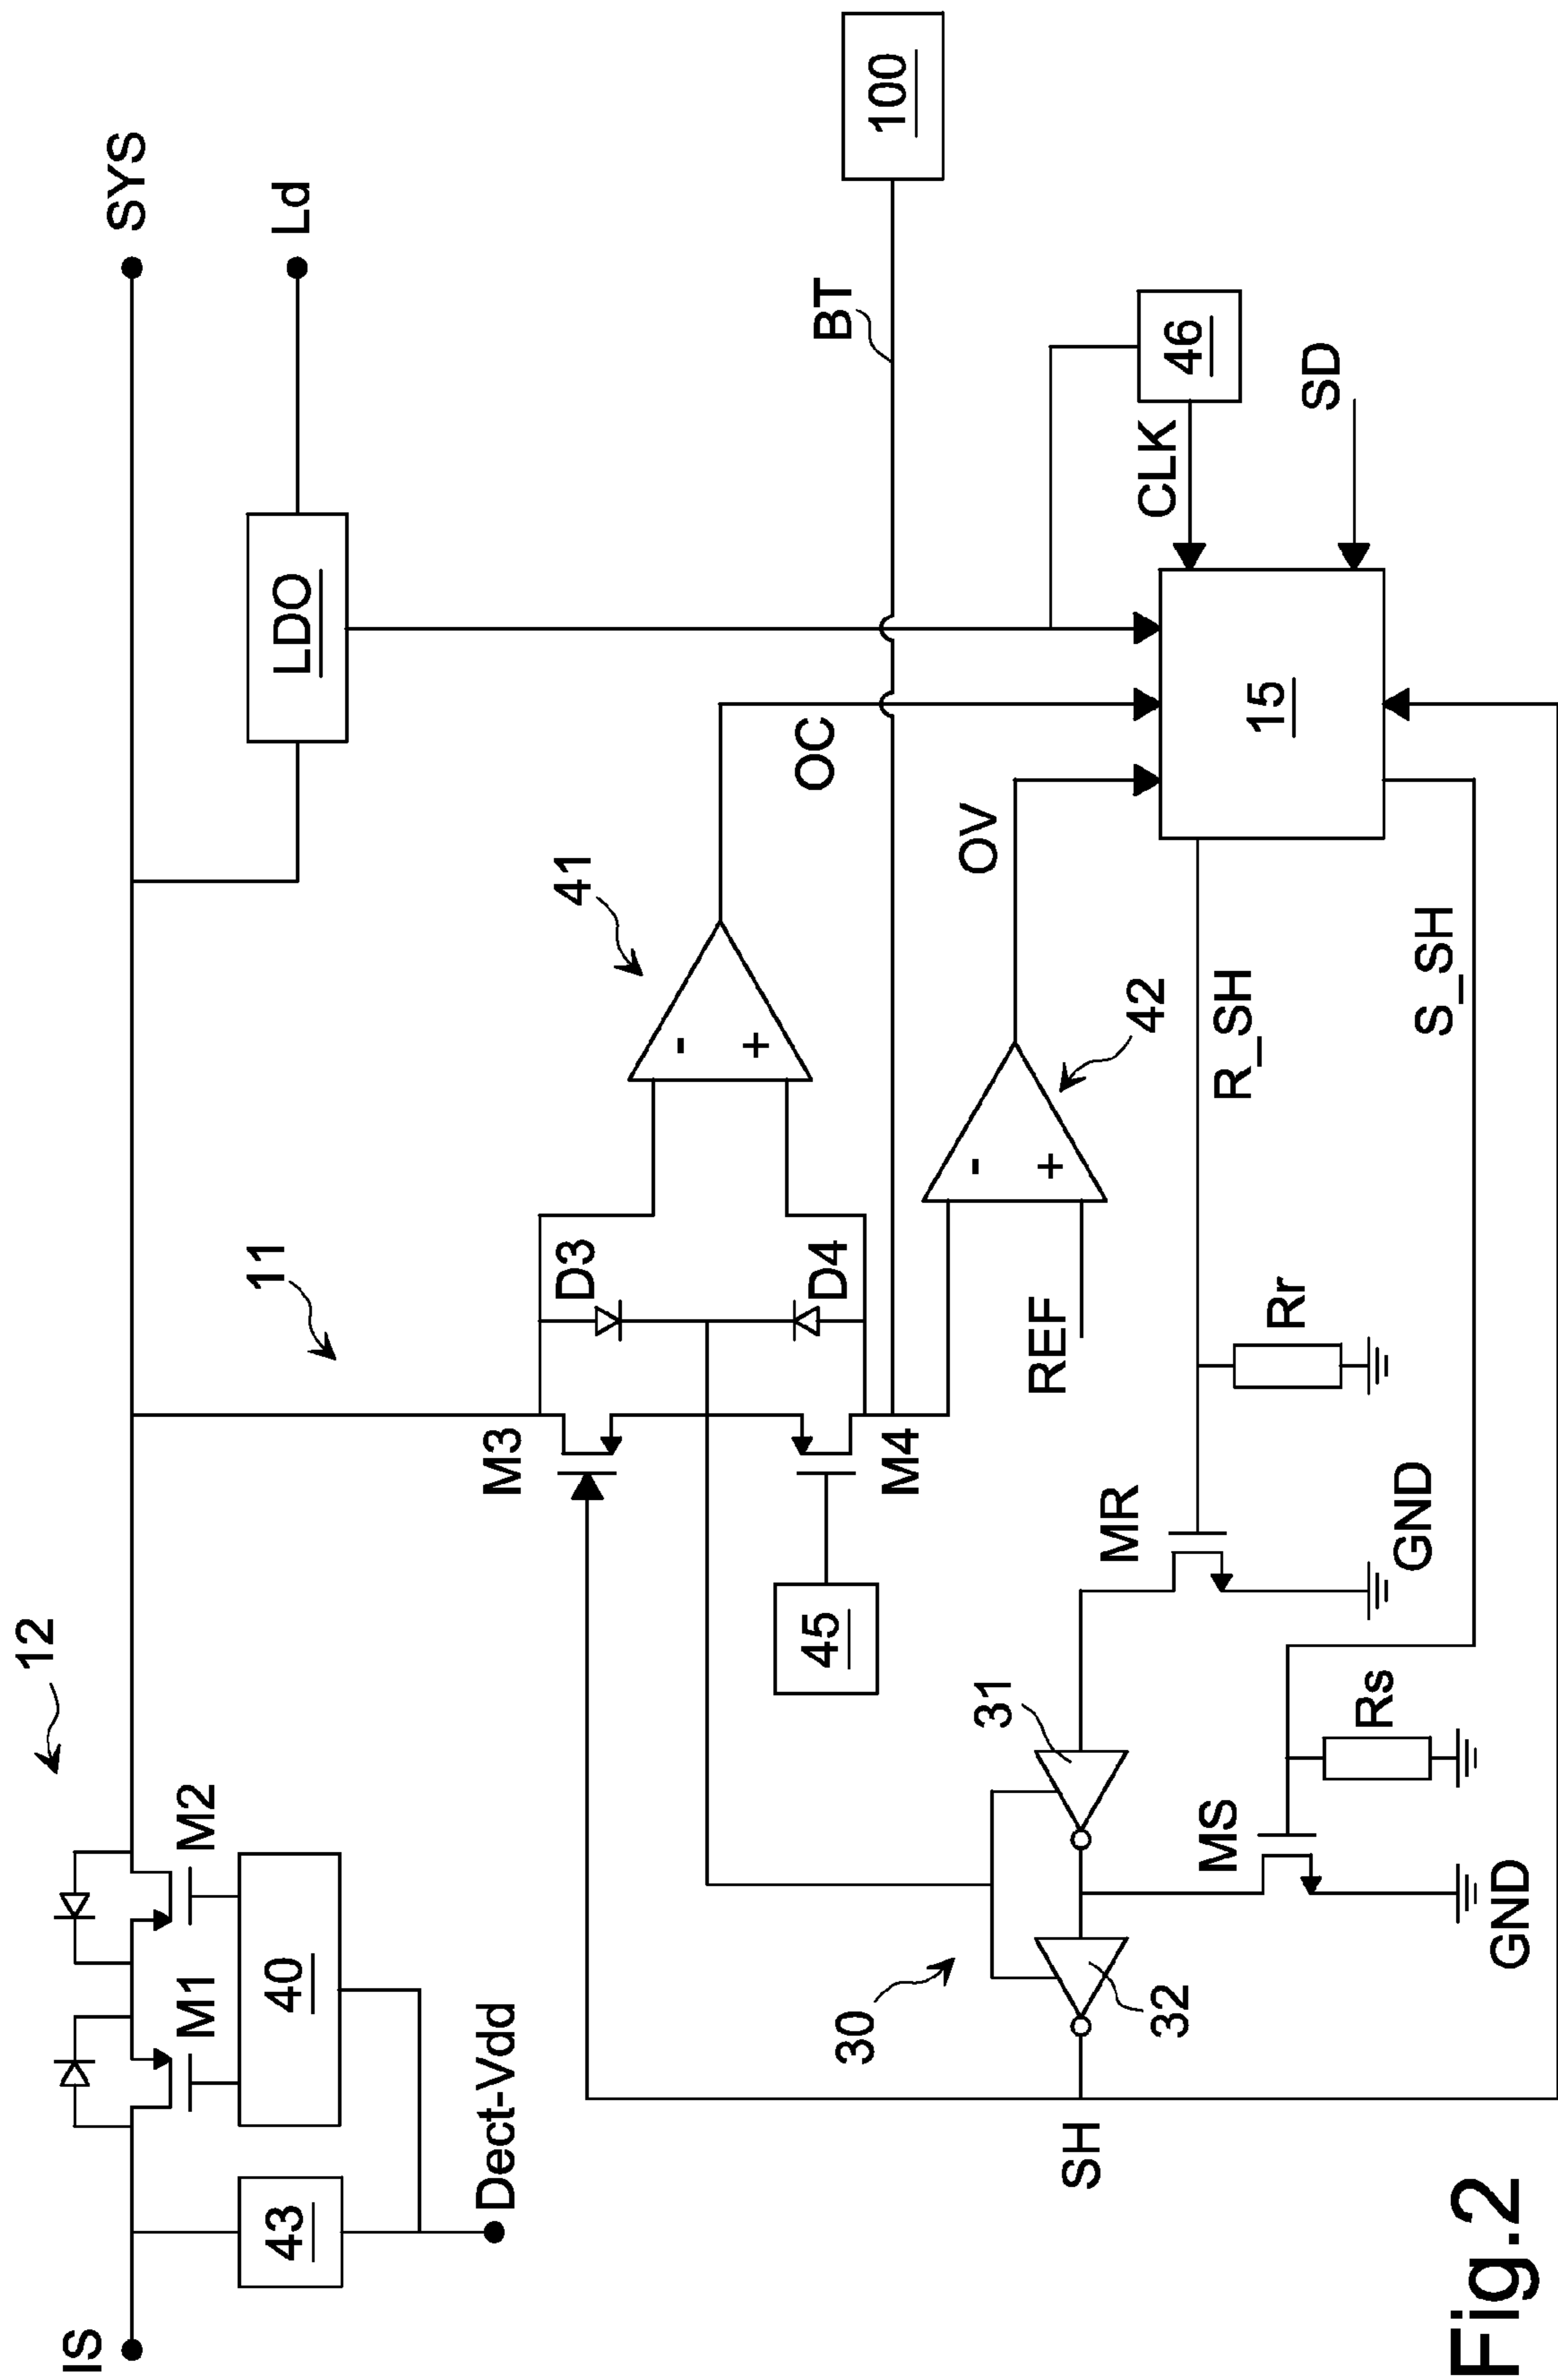 IS
12
M1
M2
SYS
43
40
Dect-Vdd
LDO
Ld
11
M3
D3
D4
M4
45
41
-
+
OC
BT
100
42
-
+
REF
OV
30
31
32
SH
MR
MS
Rr
Rs
GND
GND
R_SH
S_SH
15
CLK
46
SD
Fig.2